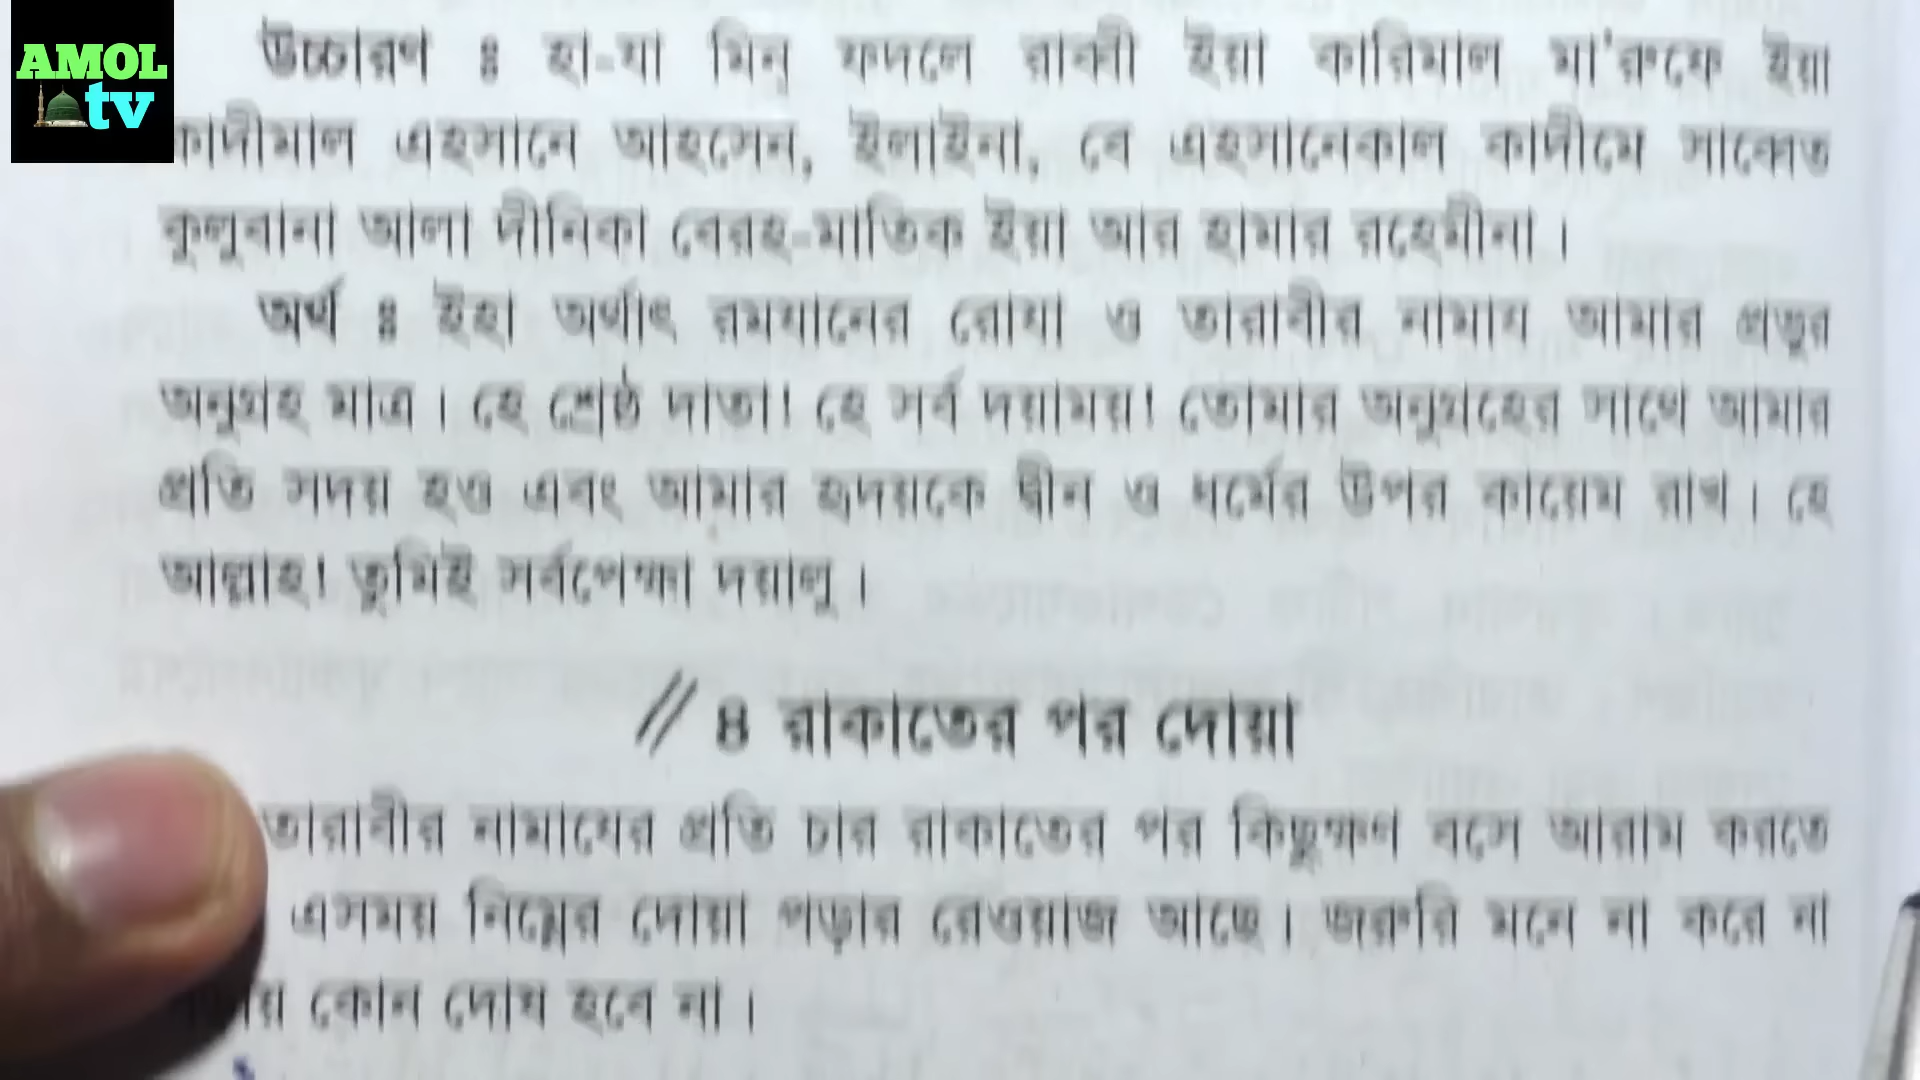 AMOL
tv
উচ্চারণ ঃ হা-যা মিন্ ফদলে রাব্বী ইয়া কারিমাল মা'রুফে ইয়া
কাদীমাল এহসানে আহসেন, ইলাইনা, বে এহসানেকাল কাদীমে সাব্বেত
কুলুবানা আলা দীনিকা বেরহ-মাতিক ইয়া আর হামার রহেমীনা।
অর্থ ঃ ইহা অর্থাৎ রমযানের রোযা ও তারাবীর নামায আমার প্রভুর
অনুগ্রহ মাত্র। হে শ্রেষ্ঠ দাতা! হে সর্ব দয়াময়! তোমার অনুগ্রহের সাথে আমার
প্রতি সদয় হও এবং আমার হৃদয়কে দ্বীন ও ধর্মের উপর কায়েম রাখ। হে
আল্লাহ! তুমিই সর্বপেক্ষা দয়ালু।
// ৪ রাকাতের পর দোয়া
তারাবীর নামাযের প্রতি চার রাকাতের পর কিছুক্ষণ বসে আরাম করতে
এসময় নিম্নের দোয়া পড়ার রেওয়াজ আছে। জরুরি মনে না করে না
কোন দোষ হবে না।